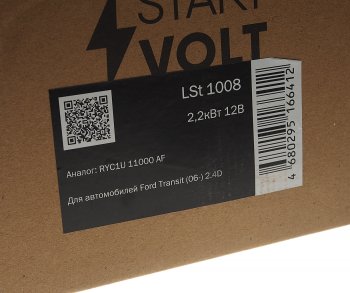 START
VOLT
LSt 1008
2,2кВт 12В
Аналог: RYC1U 11000 AF
Для автомобилей Ford Transit (06-) 2.4D
4 680295 166412